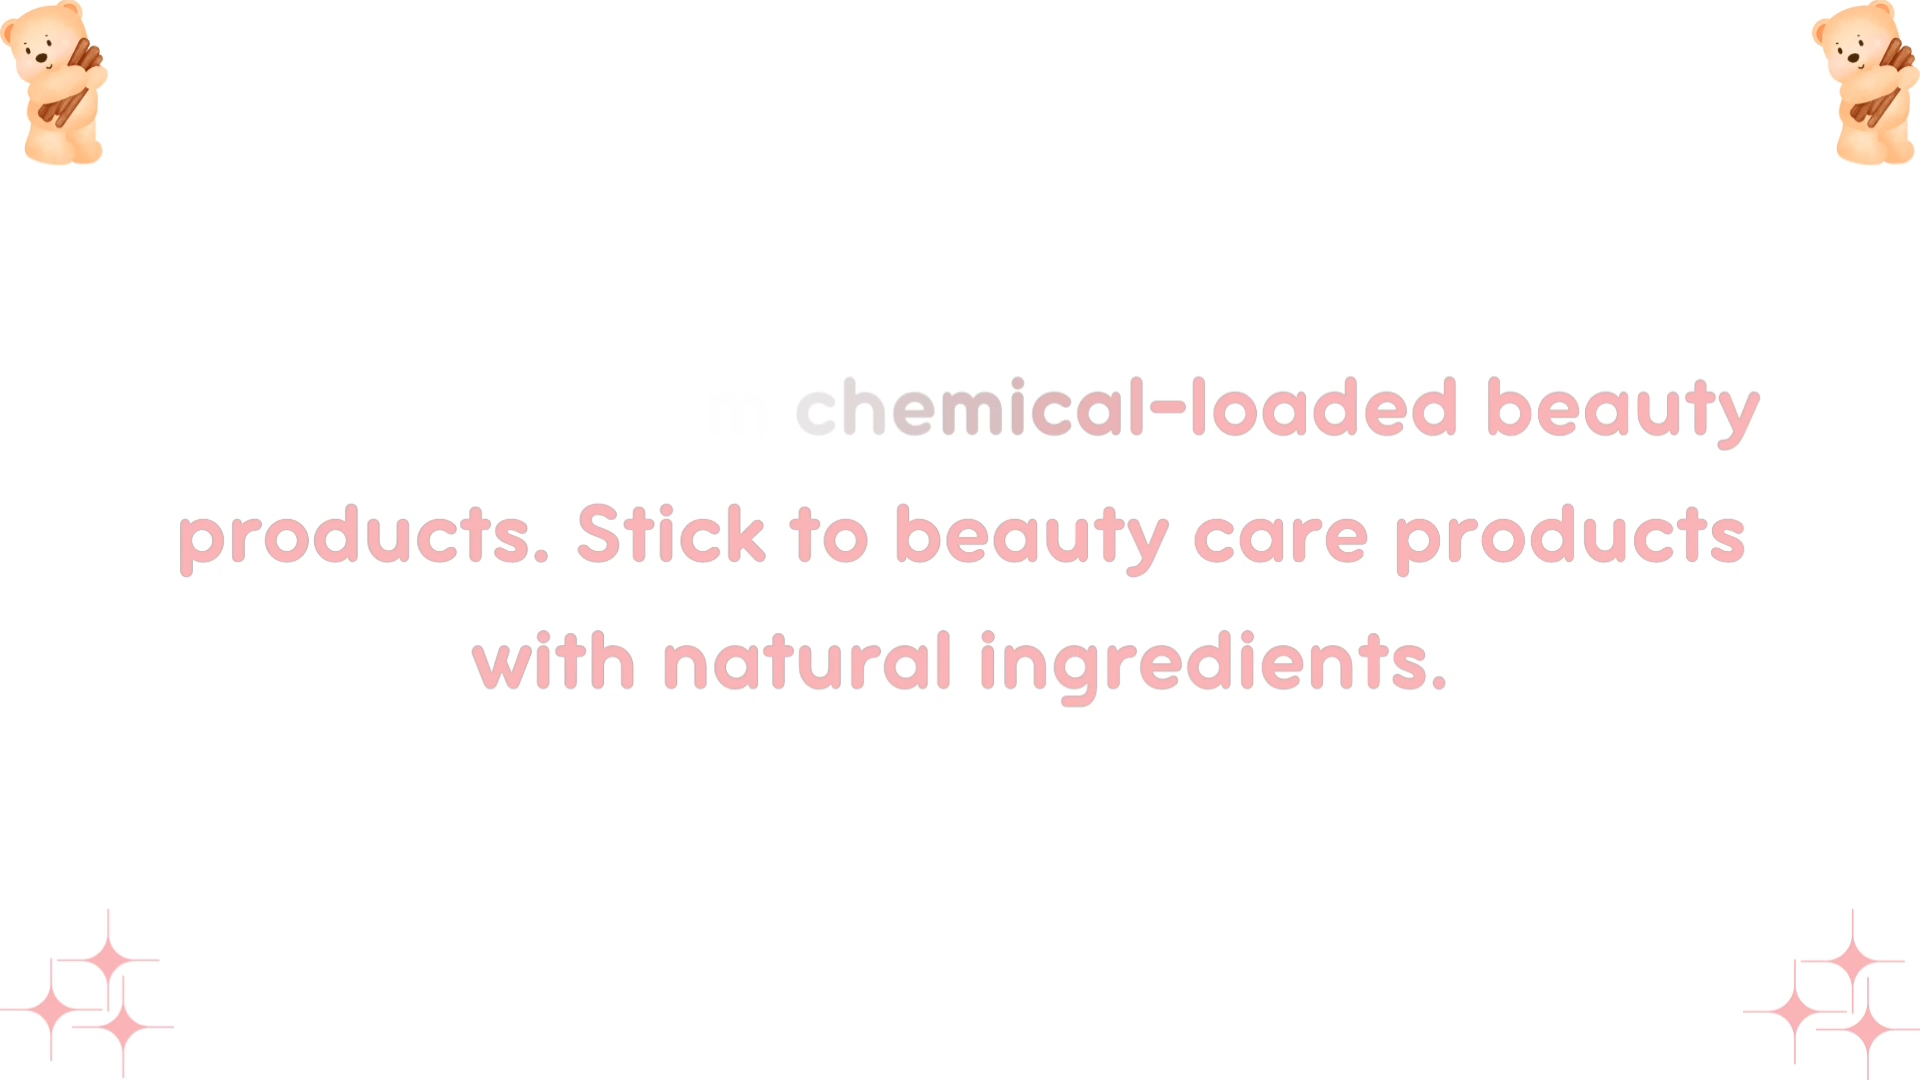 chemical-loaded beauty
products. Stick to beauty care products
with natural ingredients.